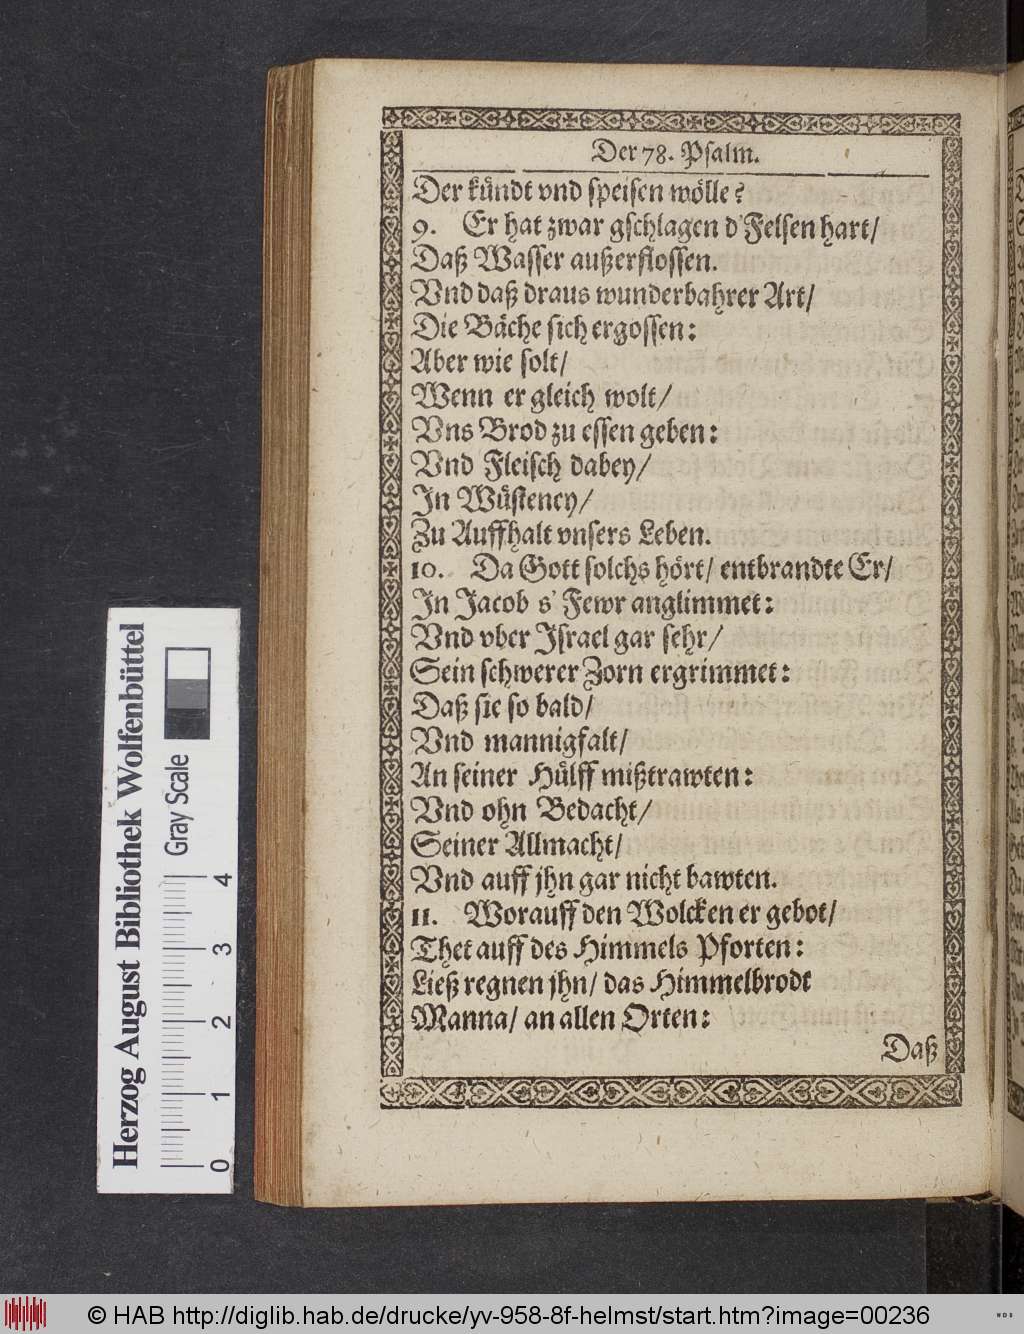 Der 78. Psalm.
Der kündt vnd speisen wölle?
9. Er hat zwar gschlagen d'Felsen hart/
Daß Wasser außerflossen.
Vnd daß draus wunderbahrer Art/
Die Bäche sich ergossen:
Aber wie solt/
Wenn er gleich wolt/
Vns Brod zu essen geben:
Vnd Fleisch dabey/
In Wüsteney/
Zu Auffhalt vnsers Leben.
10. Da Gott solchs hört/ entbrandte Er/
In Jacob s' Fewr anglimmet:
Vnd vber Israel gar sehr/
Sein schwerer Zorn ergrimmet:
Daß sie so bald/
Vnd mannigfalt/
An seiner Hülff mißtrawten:
Vnd ohn Bedacht/
Seiner Allmacht/
Vnd auff jhn gar nicht bawten.
11. Worauff den Wolcken er gebot/
Thet auff des Himmels Pforten:
Ließ regnen jhn/ das Himmelbrodt
Manna/ an allen Orten:
Daß
Herzog August Bibliothek Wolfenbüttel
Gray Scale
0 1 2 3 4
© HAB http://diglib.hab.de/drucke/yv-958-8f-helmst/start.htm?image=00236